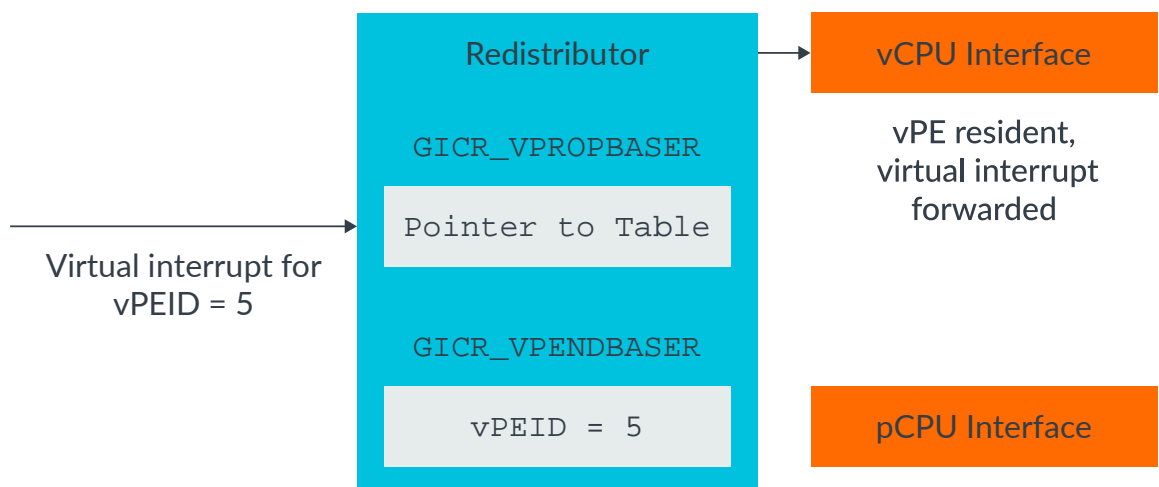 Redistributor
vCPU Interface
GICR_VPROPBASER
vPE resident,
virtual interrupt
forwarded
Pointer to Table
Virtual interrupt for
vPEID = 5
GICR_VPENDBASER
vPEID = 5
pCPU Interface